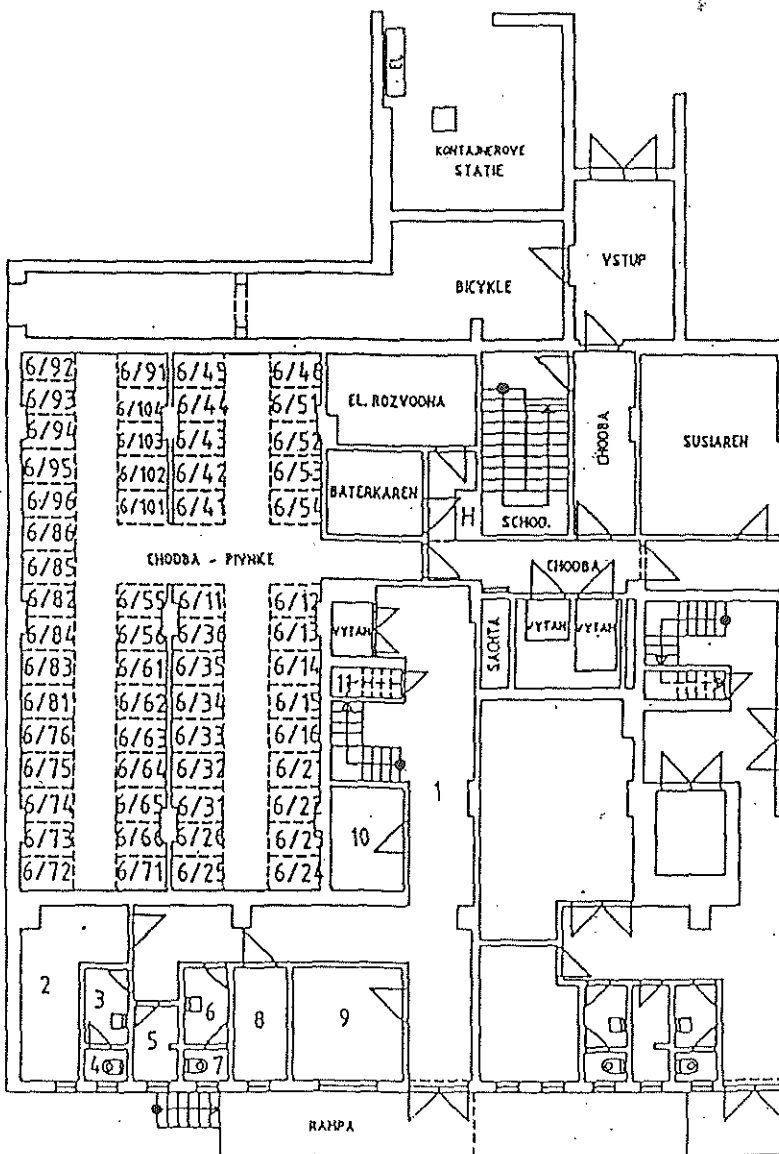 EL.
KONTAJNEROVE
STATIE
VSTUP
BICYKLE
6/92 6/91 6/45 6/46
6/93 6/104 6/44 6/51
6/94 6/103 6/43 6/52
6/95 6/102 6/42 6/53
6/96 6/101 6/41 6/54
6/86
6/85
EL. ROZVODNA
BATERKAREN
H
SCHOD.
CHODBA
SUSIAREN
CHODBA - PIVNICE
CHODBA
6/82 6/55 6/11 6/12
6/84 6/56 6/36 6/13
6/83 6/61 6/35 6/14
6/81 6/62 6/34 6/15
6/76 6/63 6/33 6/16
6/75 6/64 6/32 6/21
6/74 6/65 6/31 6/22
6/73 6/66 6/26 6/23
6/72 6/71 6/25 6/24
VYTAH
SACHTA
VYTAH
VYTAH
11
1
10
2
3
4
5
6
7
8
9
RAMPA